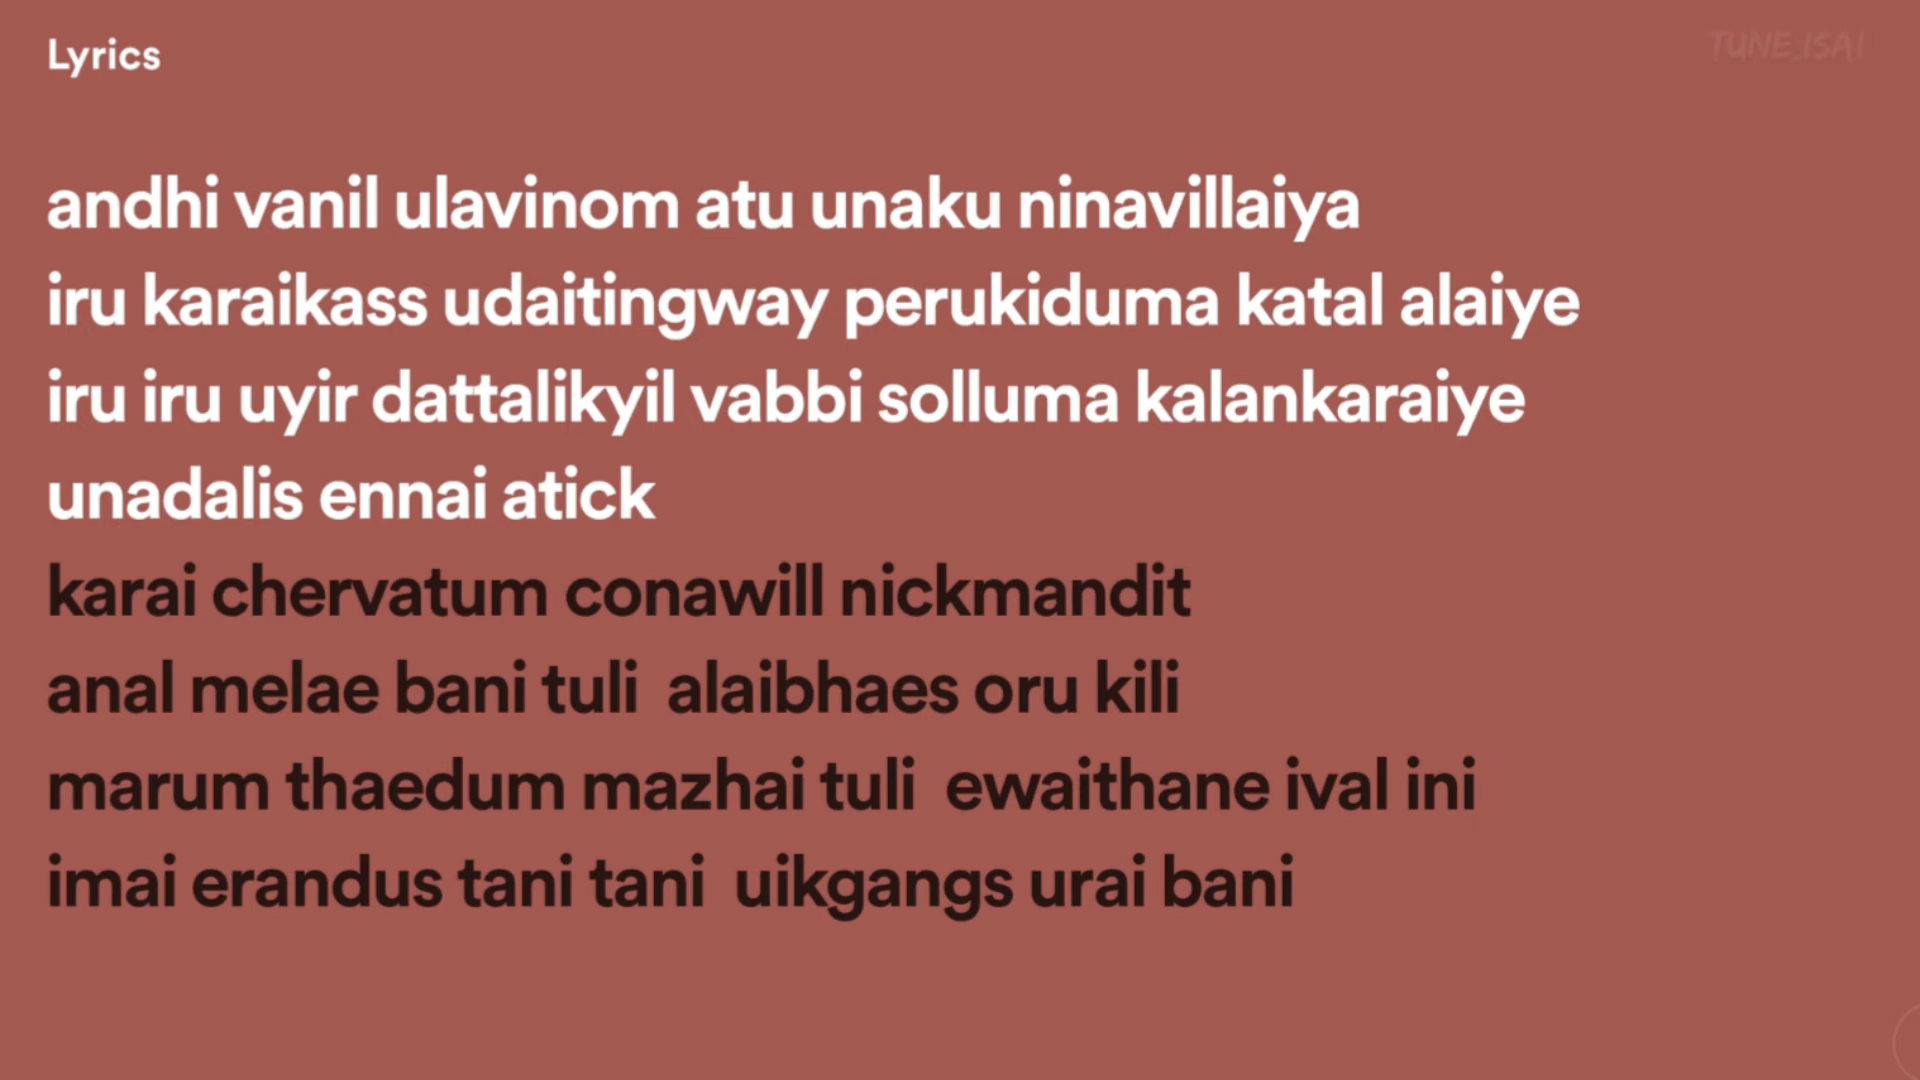 Lyrics
TUNE_ISAI
andhi vanil ulavinom atu unaku ninavillaiya
iru karaikass udaitingway perukiduma katal alaiye
iru iru uyir dattalikyil vabbi solluma kalankaraiye
unadalis ennai atick
karai chervatum conawill nickmandit
anal melae bani tuli  alaibhaes oru kili
marum thaedum mazhai tuli  ewaithane ival ini
imai erandus tani tani  uikgangs urai bani